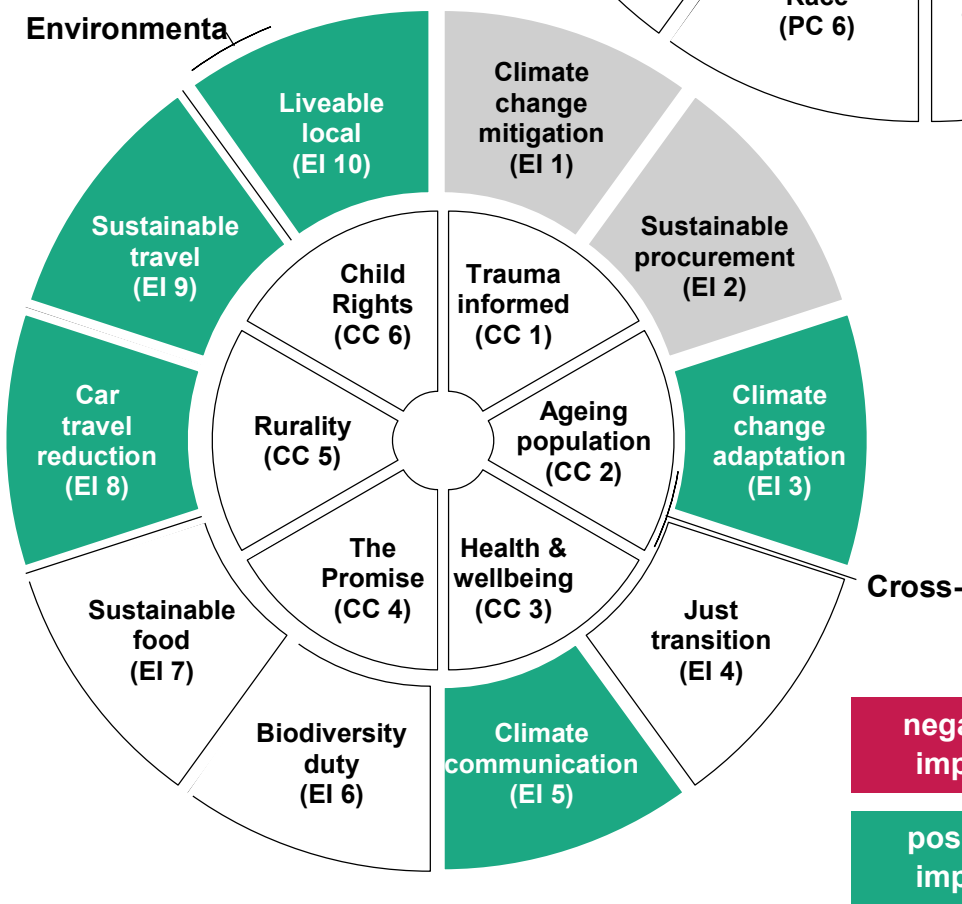 Environmenta
Race
(PC 6)
Liveable
local
(EI 10)
Climate
change
mitigation
(EI 1)
Sustainable
procurement
(EI 2)
Climate
change
adaptation
(EI 3)
Just
transition
(EI 4)
Climate
communication
(EI 5)
Biodiversity
duty
(EI 6)
Sustainable
food
(EI 7)
Car
travel
reduction
(EI 8)
Sustainable
travel
(EI 9)
Trauma
informed
(CC 1)
Ageing
population
(CC 2)
Health &
wellbeing
(CC 3)
The
Promise
(CC 4)
Rurality
(CC 5)
Child
Rights
(CC 6)
Cross-
nega
imp
pos
imp